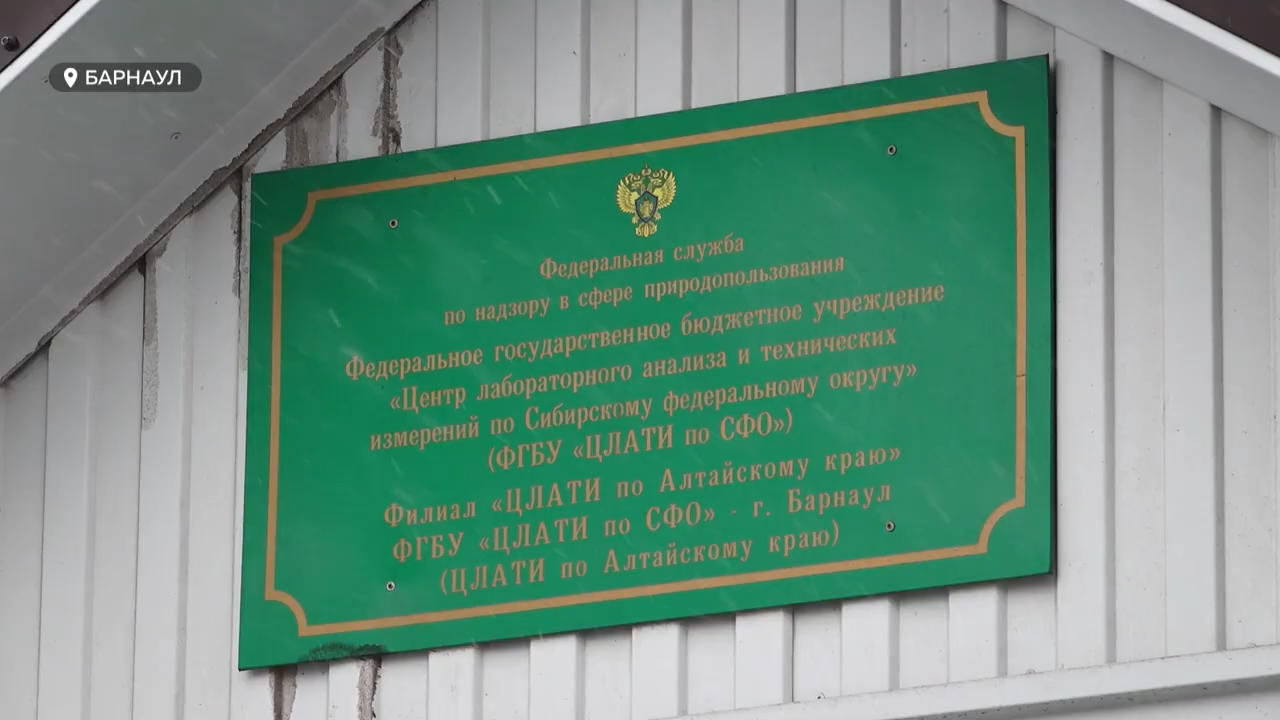 БАРНАУЛ
Федеральная служба
по надзору в сфере природопользования
Федеральное государственное бюджетное учреждение
«Центр лабораторного анализа и технических
измерений по Сибирскому федеральному округу»
(ФГБУ «ЦЛАТИ по СФО»)
Филиал «ЦЛАТИ по Алтайскому краю»
ФГБУ «ЦЛАТИ по СФО» - г. Барнаул
(ЦЛАТИ по Алтайскому краю)